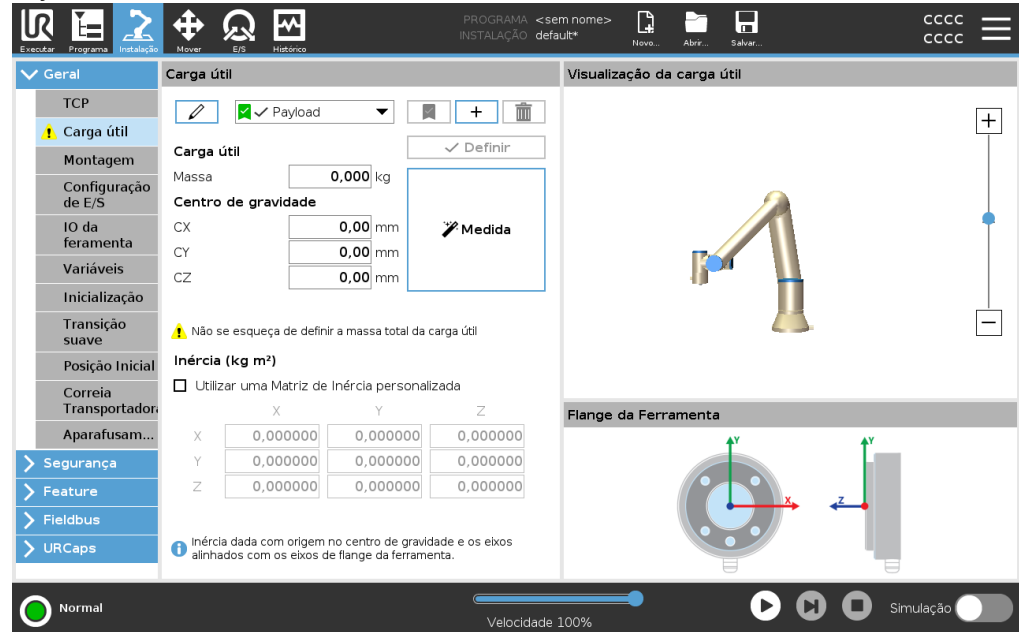 PROGRAMA <sem nome>
INSTALAÇÃO default*
cccc
cccc
Executar Programa Instalação Mover E/S Histórico Novo... Abrir... Salvar...
Geral
TCP
Carga útil
Montagem
Configuração
de E/S
IO da
feramenta
Variáveis
Inicialização
Transição
suave
Posição Inicial
Correia
Transportador
Aparafusam...
Segurança
Feature
Fieldbus
URCaps
Carga útil
Payload
Carga útil
Definir
Massa 0,000 kg
Centro de gravidade
CX 0,00 mm
CY 0,00 mm
CZ 0,00 mm
Medida
Não se esqueça de definir a massa total da carga útil
Inércia (kg m²)
Utilizar uma Matriz de Inércia personalizada
X Y Z
X 0,000000 0,000000 0,000000
Y 0,000000 0,000000 0,000000
Z 0,000000 0,000000 0,000000
Inércia dada com origem no centro de gravidade e os eixos
alinhados com os eixos de flange da ferramenta.
Visualização da carga útil
Flange da Ferramenta
Y
X
Y
Z
Normal
Velocidade 100%
Simulação